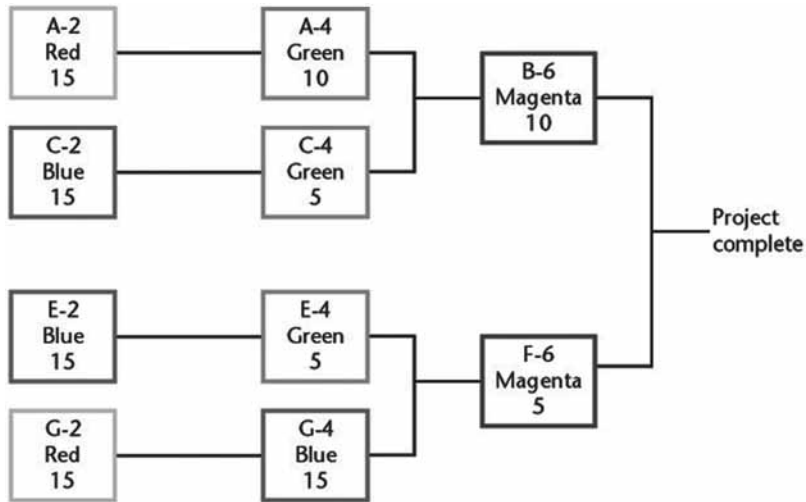 A-2
Red
15
A-4
Green
10
B-6
Magenta
10
C-2
Blue
15
C-4
Green
5
Project
complete
E-2
Blue
15
E-4
Green
5
F-6
Magenta
5
G-2
Red
15
G-4
Blue
15